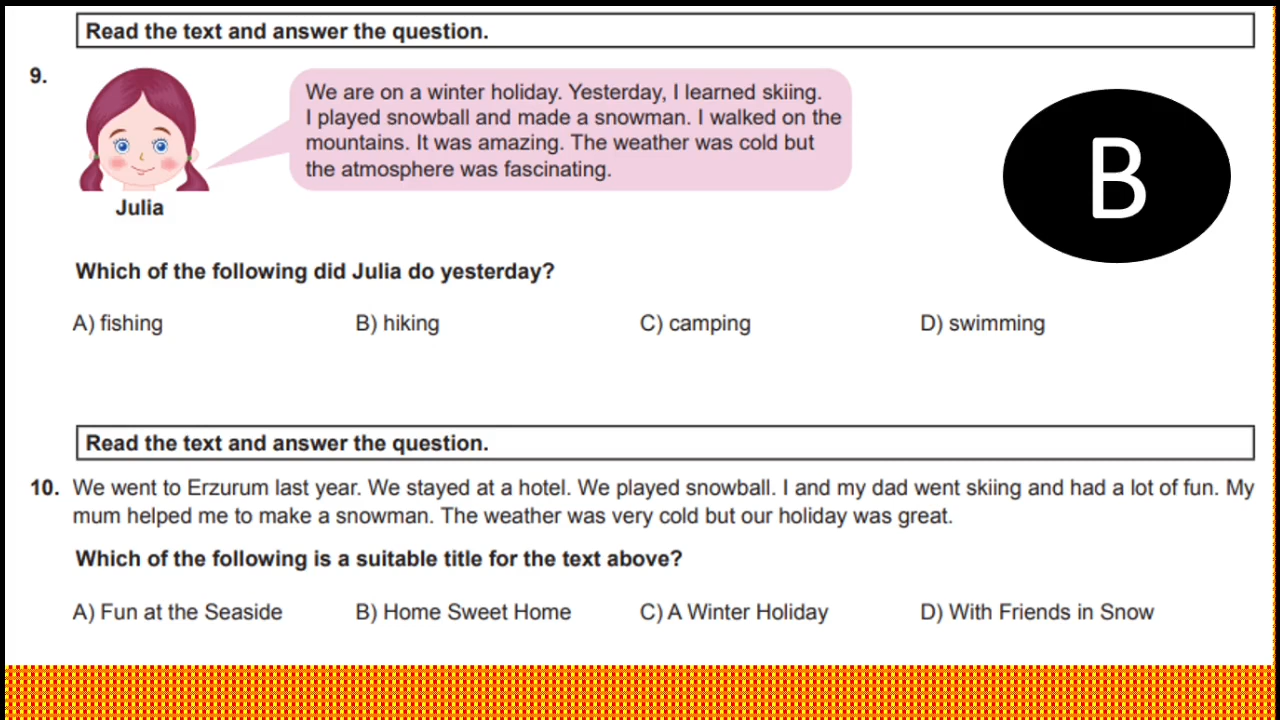 Read the text and answer the question.
9.
We are on a winter holiday. Yesterday, I learned skiing.
I played snowball and made a snowman. I walked on the
mountains. It was amazing. The weather was cold but
the atmosphere was fascinating.
Julia
B
Which of the following did Julia do yesterday?
A) fishing B) hiking C) camping D) swimming
Read the text and answer the question.
10. We went to Erzurum last year. We stayed at a hotel. We played snowball. I and my dad went skiing and had a lot of fun. My
mum helped me to make a snowman. The weather was very cold but our holiday was great.
Which of the following is a suitable title for the text above?
A) Fun at the Seaside B) Home Sweet Home C) A Winter Holiday D) With Friends in Snow